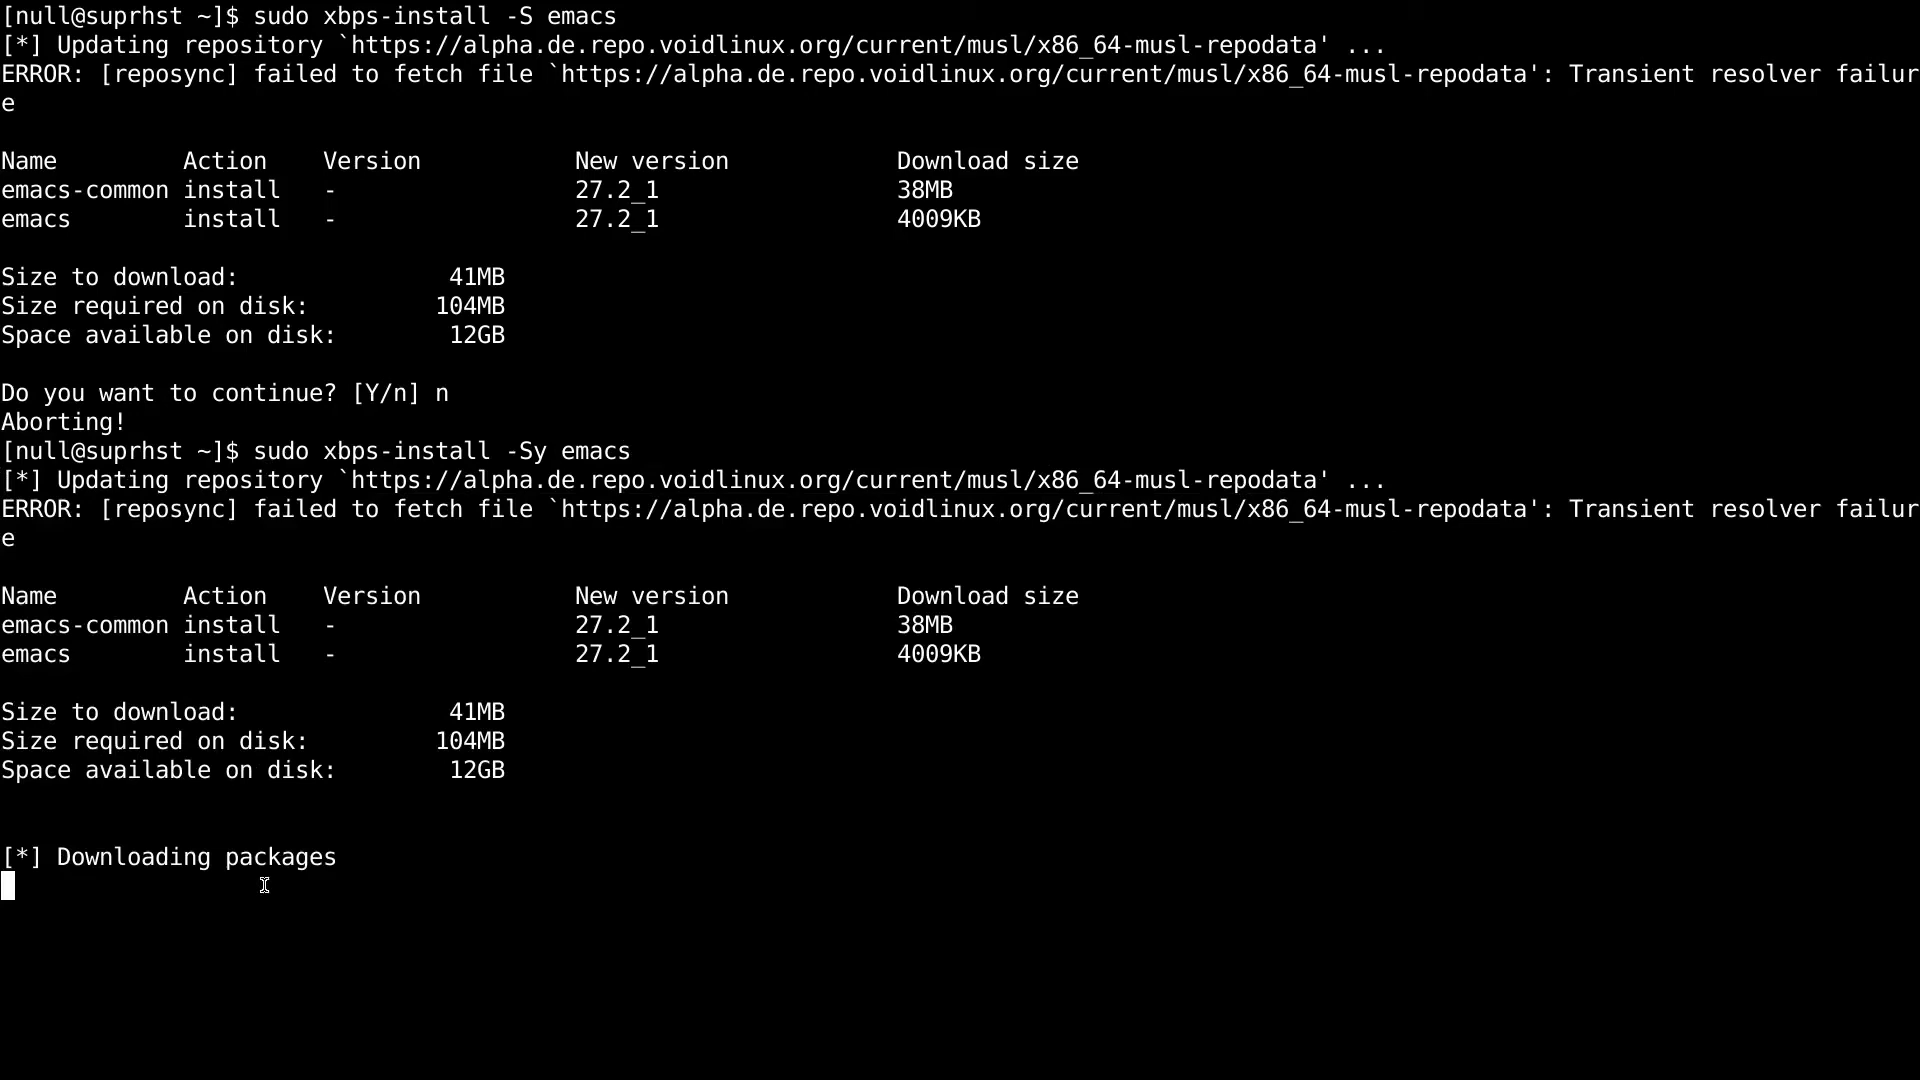 [null@suprhst ~]$ sudo xbps-install -S emacs
[*] Updating repository `https://alpha.de.repo.voidlinux.org/current/musl/x86_64-musl-repodata' ...
ERROR: [reposync] failed to fetch file `https://alpha.de.repo.voidlinux.org/current/musl/x86_64-musl-repodata': Transient resolver failur
e
Name         Action    Version           New version            Download size
emacs-common install   -                 27.2_1                 38MB
emacs        install   -                 27.2_1                 4009KB
Size to download:               41MB
Size required on disk:         104MB
Space available on disk:        12GB
Do you want to continue? [Y/n] n
Aborting!
[null@suprhst ~]$ sudo xbps-install -Sy emacs
[*] Updating repository `https://alpha.de.repo.voidlinux.org/current/musl/x86_64-musl-repodata' ...
ERROR: [reposync] failed to fetch file `https://alpha.de.repo.voidlinux.org/current/musl/x86_64-musl-repodata': Transient resolver failur
e
Name         Action    Version           New version            Download size
emacs-common install   -                 27.2_1                 38MB
emacs        install   -                 27.2_1                 4009KB
Size to download:               41MB
Size required on disk:         104MB
Space available on disk:        12GB
[*] Downloading packages